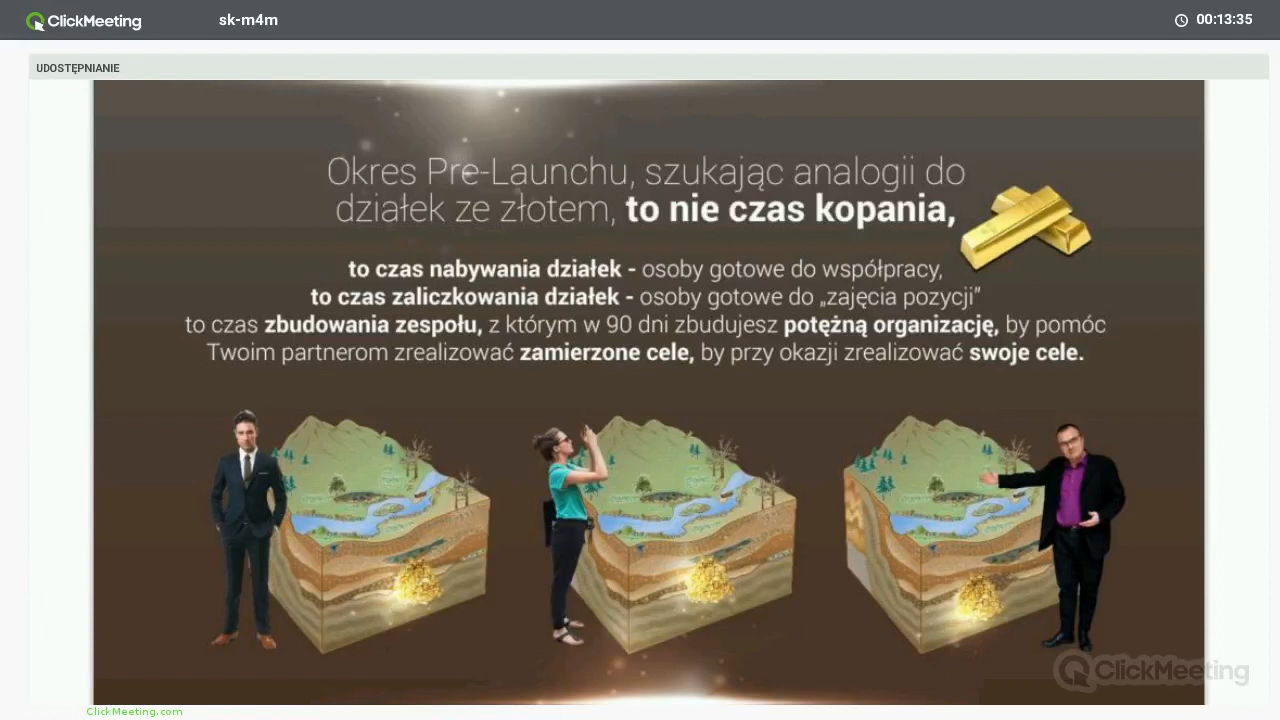 ClickMeeting
sk-m4m
00:13:35
UDOSTĘPNIANIE
Okres Pre-Launchu, szukając analogii do
działek ze złotem, to nie czas kopania,
to czas nabywania działek - osoby gotowe do współpracy,
to czas zaliczkowania działek - osoby gotowe do „zajęcia pozycji”
to czas zbudowania zespołu, z którym w 90 dni zbudujesz potężną organizację, by pomóc
Twoim partnerom zrealizować zamierzone cele, by przy okazji zrealizować swoje cele.
ClickMeeting
ClickMeeting.com